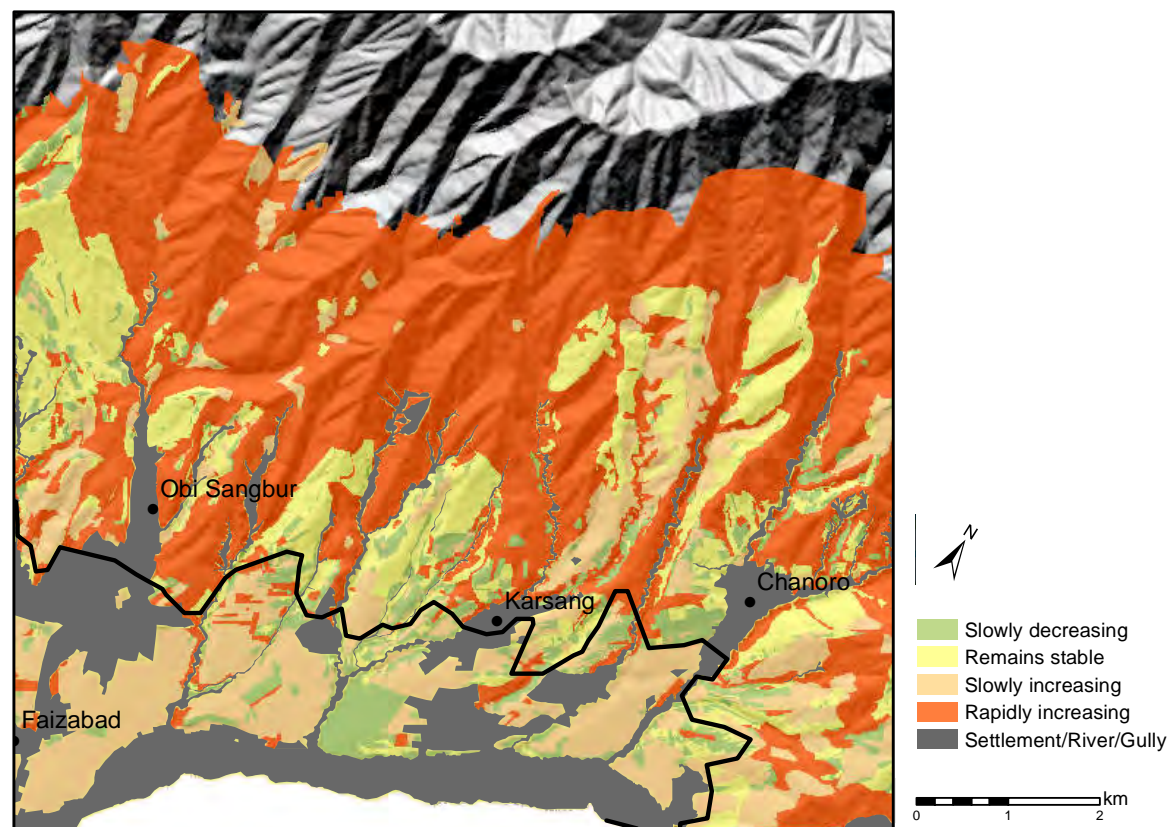 Obi Sangbur
Chanoro
Karsang
Faizabad
N
Slowly decreasing
Remains stable
Slowly increasing
Rapidly increasing
Settlement/River/Gully
km
0 1 2